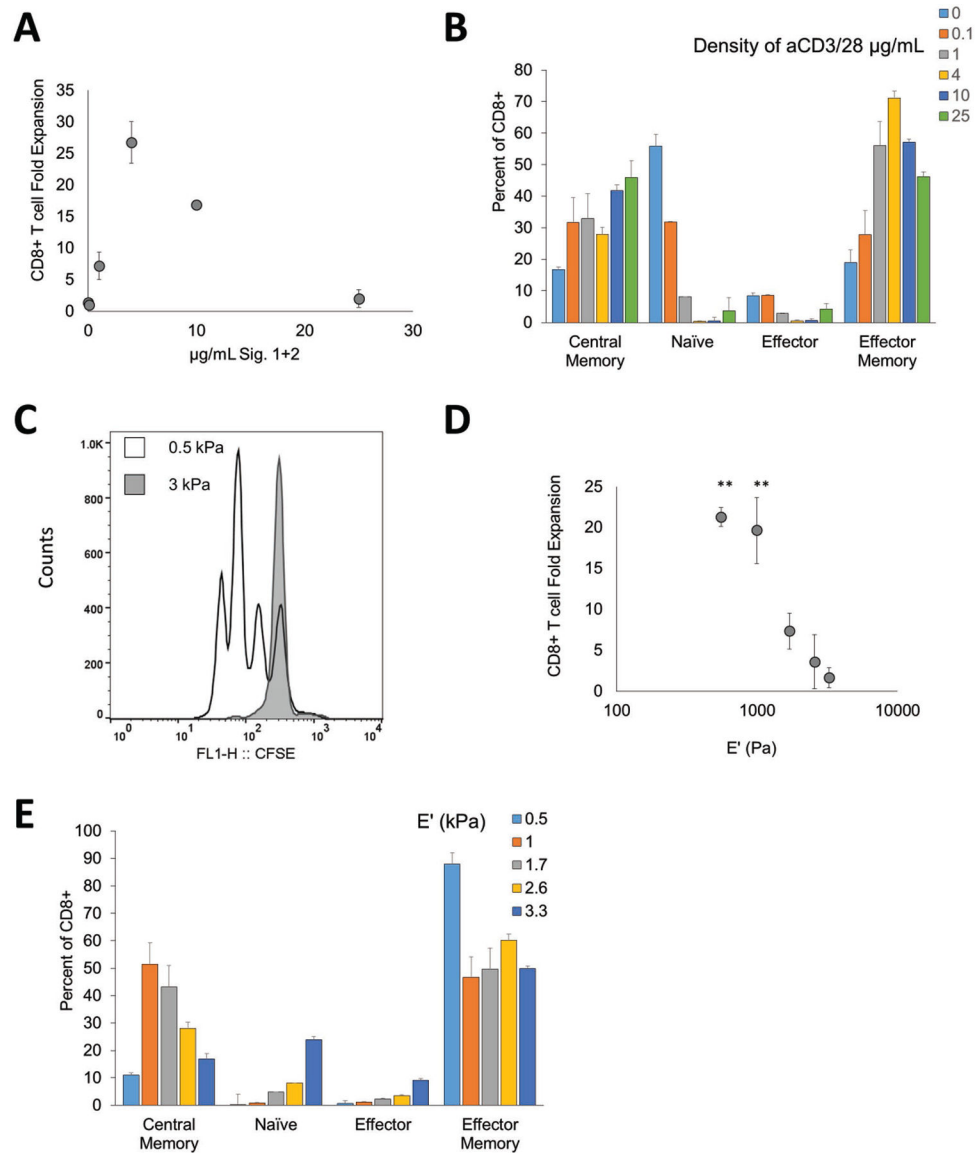 A
CD8+ T cell Fold Expansion
35
30
25
20
15
10
5
0
0
10
20
30
µg/mL Sig. 1+2
B
Density of aCD3/28 µg/mL
0
0.1
1
4
10
25
Percent of CD8+
80
70
60
50
40
30
20
10
0
Central
Memory
Naïve
Effector
Effector
Memory
C
0.5 kPa
3 kPa
Counts
1.0K
800
600
400
200
0
10^0
10^1
10^2
10^3
10^4
FL1-H :: CFSE
D
CD8+ T cell Fold Expansion
25
20
15
10
5
0
**
**
100
1000
10000
E' (Pa)
E
E' (kPa)
0.5
1
1.7
2.6
3.3
Percent of CD8+
100
90
80
70
60
50
40
30
20
10
0
Central
Memory
Naïve
Effector
Effector
Memory